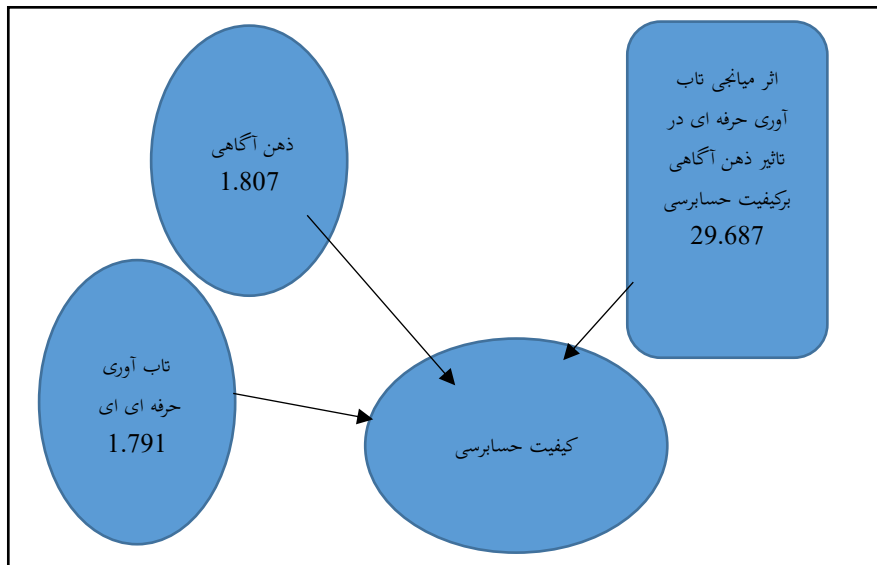 اثر میانجی تاب
آوری حرفه ای در
تاثیر ذهن آگاهی
برکیفیت حسابرسی
29.687
ذهن آگاهی
1.807
تاب آوری
حرفه ای ای
1.791
کیفیت حسابرسی